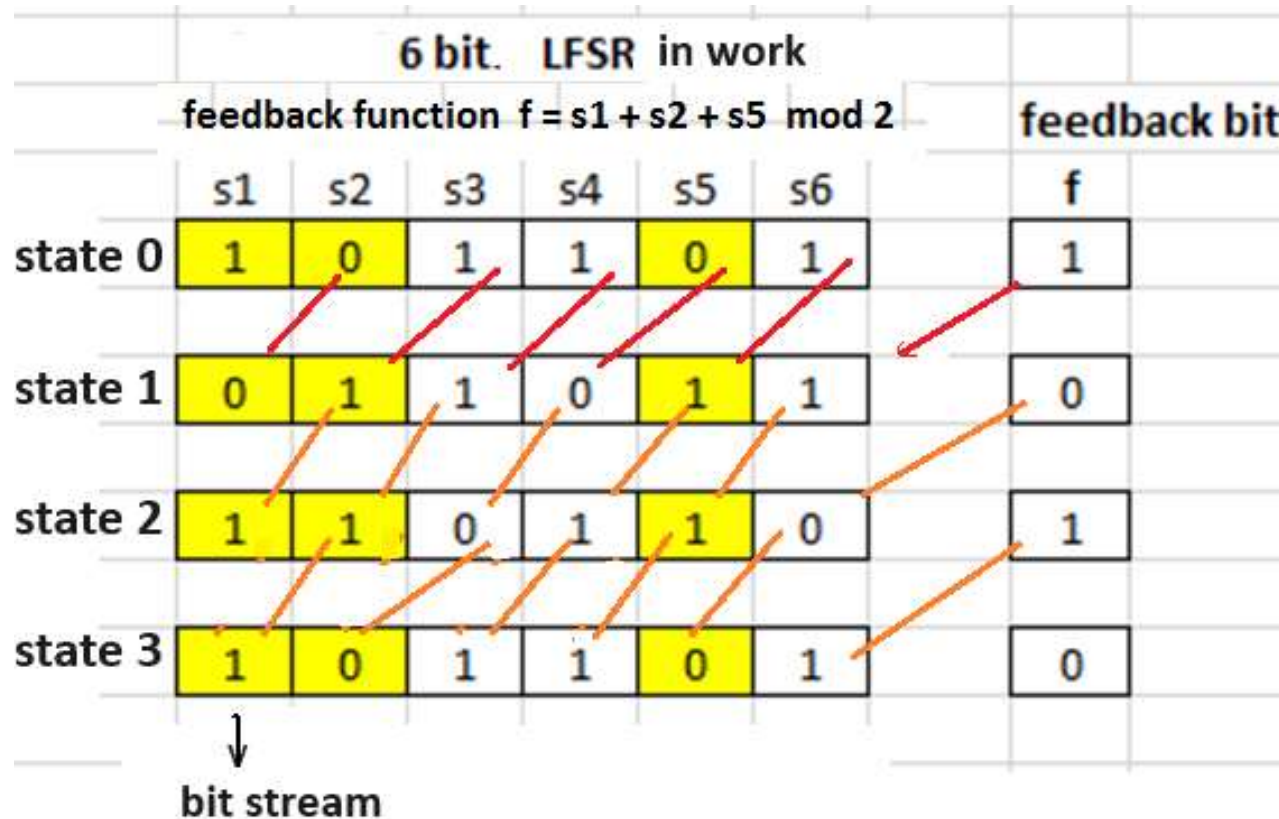 6 bit. LFSR in work
feedback function f = s1 + s2 + s5 mod 2
feedback bit
s1 s2 s3 s4 s5 s6 f
state 0 1 0 1 1 0 1 1
state 1 0 1 1 0 1 1 0
state 2 1 1 0 1 1 0 1
state 3 1 0 1 1 0 1 0
bit stream